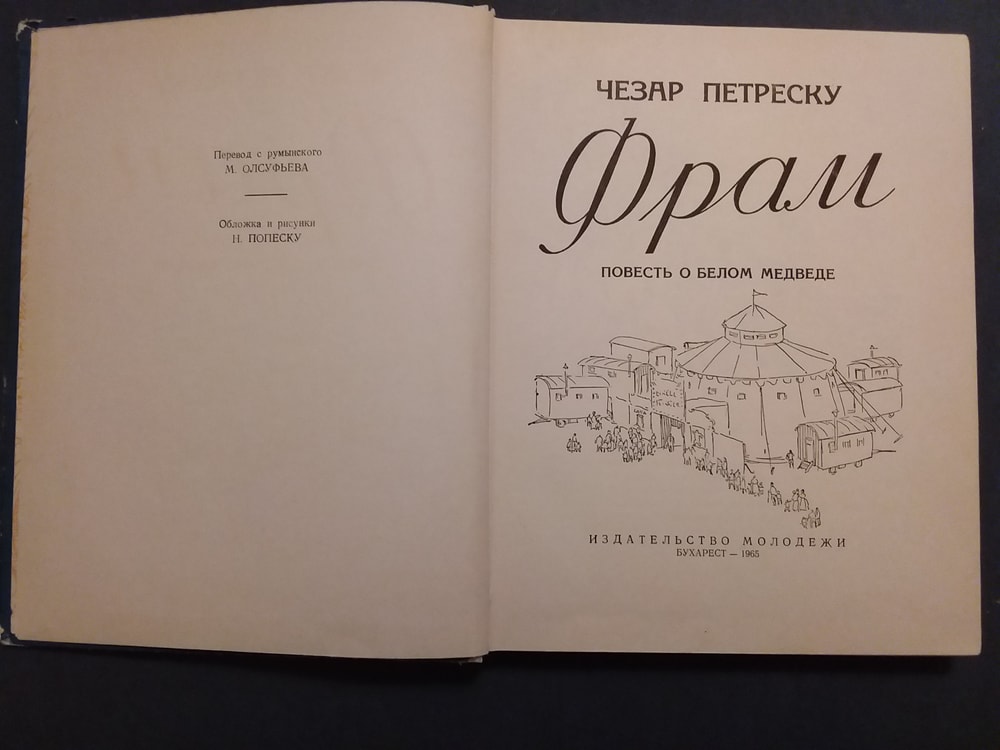 Перевод с румынского
М. ОЛСУФЬЕВА
Обложка и рисунки
Н. ПОПЕСКУ
ЧЕЗАР ПЕТРЕСКУ
Фрам
ПОВЕСТЬ О БЕЛОМ МЕДВЕДЕ
ИЗДАТЕЛЬСТВО МОЛОДЕЖИ
БУХАРЕСТ — 1965